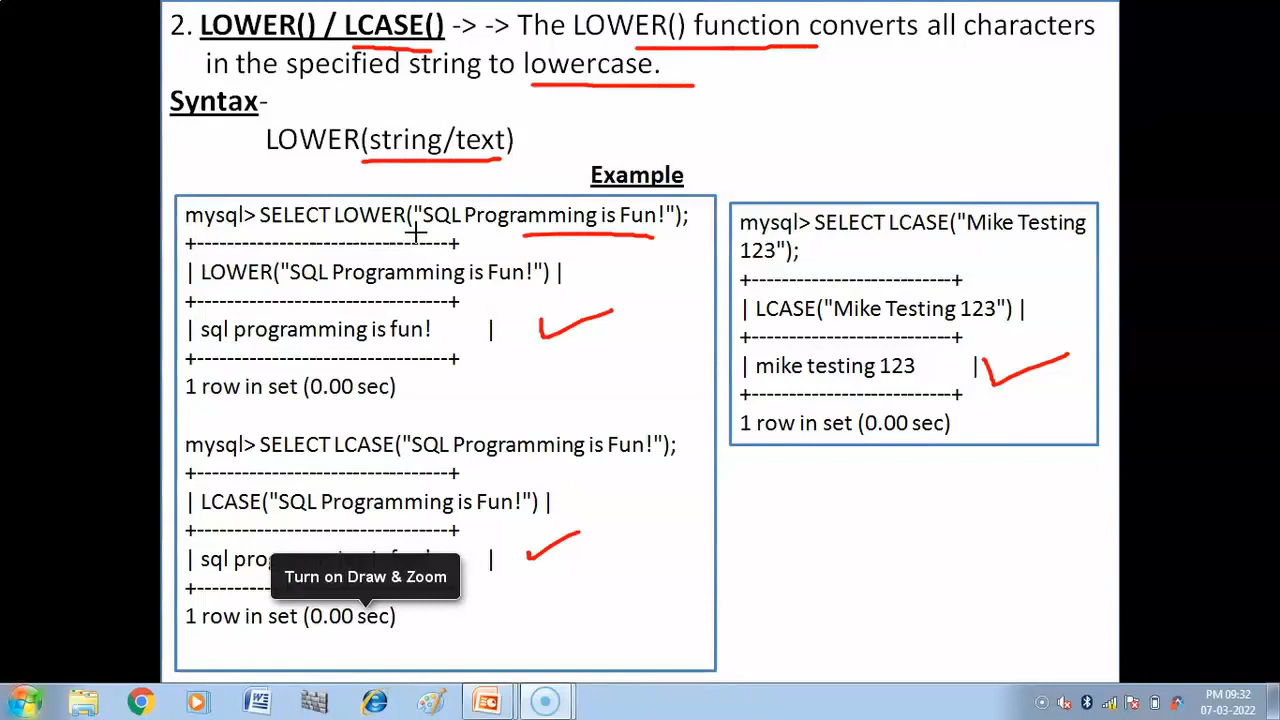 2. LOWER() / LCASE() -> -> The LOWER() function converts all characters
in the specified string to lowercase.
Syntax-
LOWER(string/text)
Example
mysql> SELECT LOWER("SQL Programming is Fun!");
+----------------------------------+
| LOWER("SQL Programming is Fun!") |
+----------------------------------+
| sql programming is fun! |
+----------------------------------+
1 row in set (0.00 sec)
mysql> SELECT LCASE("SQL Programming is Fun!");
+----------------------------------+
| LCASE("SQL Programming is Fun!") |
+----------------------------------+
| sql |
+---------
1 row in set (0.00 sec)
Turn on Draw & Zoom
mysql> SELECT LCASE("Mike Testing
123");
+--------------------------+
| LCASE("Mike Testing 123") |
+--------------------------+
| mike testing 123 |
+--------------------------+
1 row in set (0.00 sec)
PM 09:32
07-03-2022